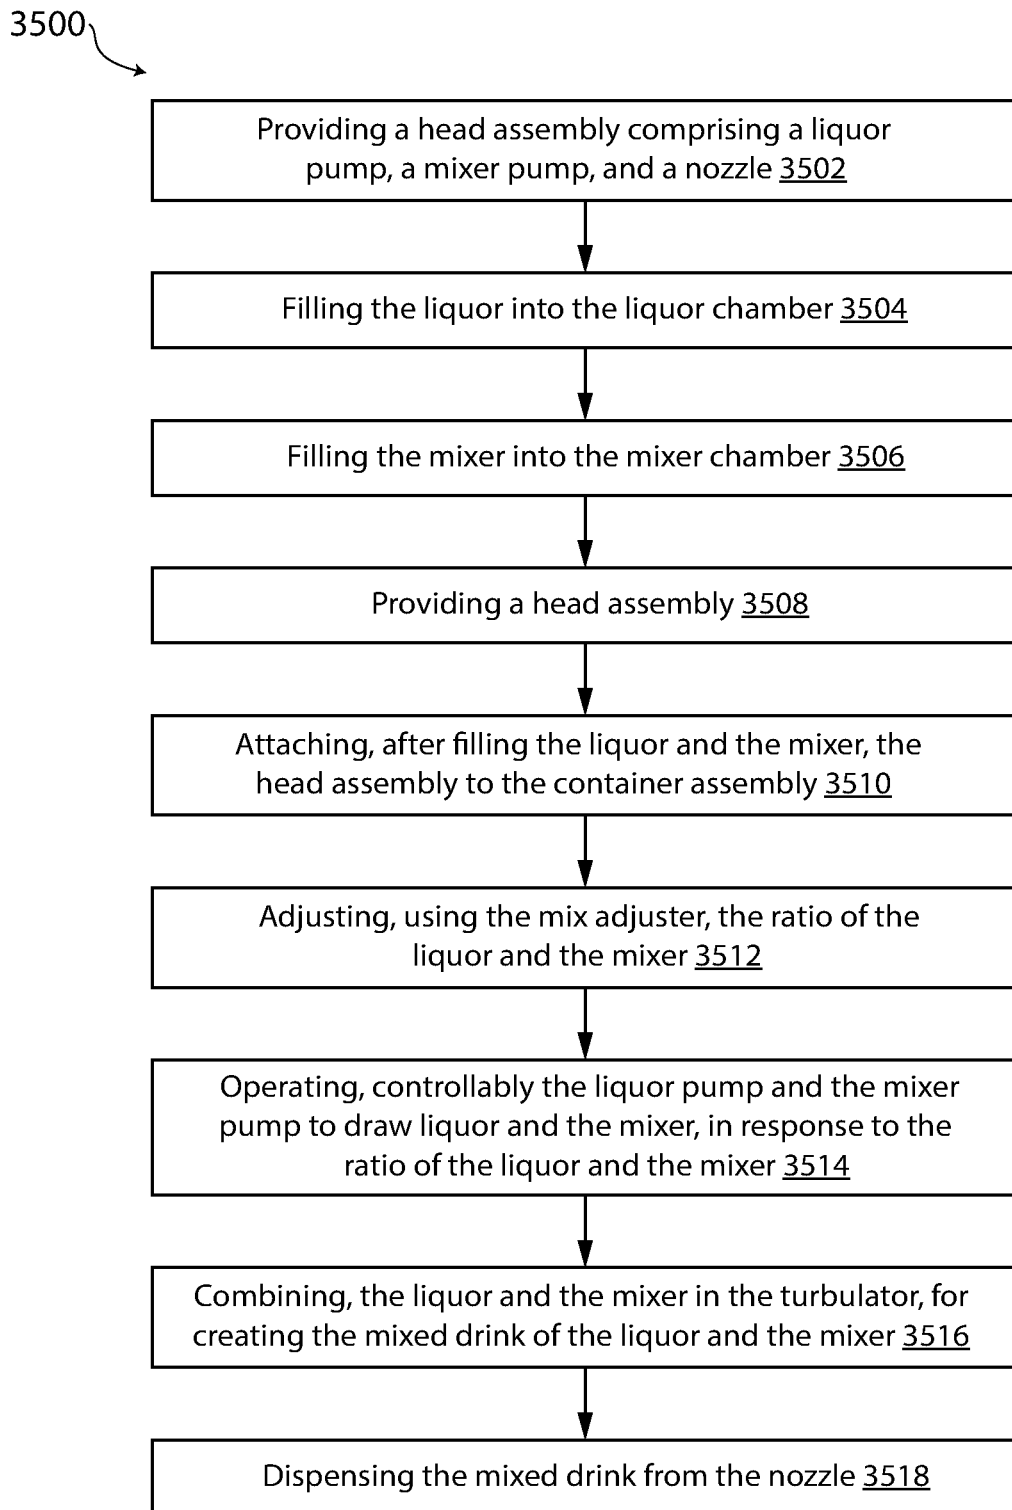 3500
Providing a head assembly comprising a liquor
pump, a mixer pump, and a nozzle 3502
Filling the liquor into the liquor chamber 3504
Filling the mixer into the mixer chamber 3506
Providing a head assembly 3508
Attaching, after filling the liquor and the mixer, the
head assembly to the container assembly 3510
Adjusting, using the mix adjuster, the ratio of the
liquor and the mixer 3512
Operating, controllably the liquor pump and the mixer
pump to draw liquor and the mixer, in response to the
ratio of the liquor and the mixer 3514
Combining, the liquor and the mixer in the turbulator, for
creating the mixed drink of the liquor and the mixer 3516
Dispensing the mixed drink from the nozzle 3518